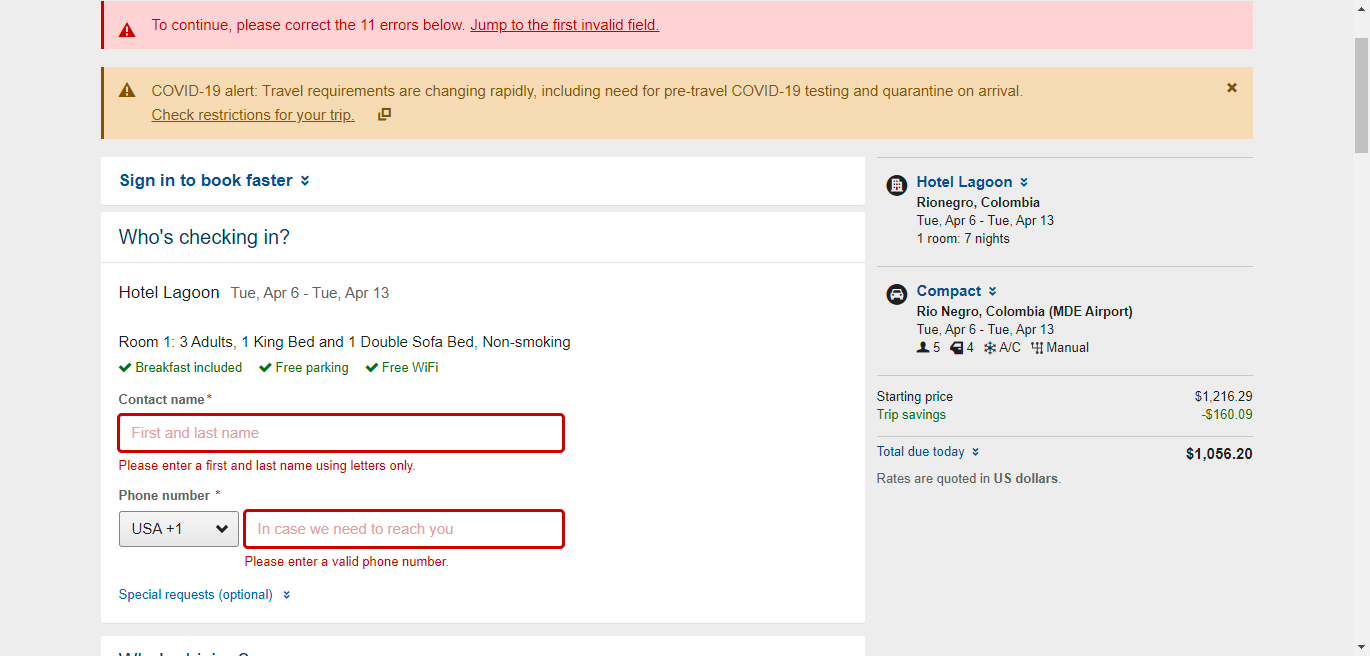 To continue, please correct the 11 errors below. Jump to the first invalid field.
COVID-19 alert: Travel requirements are changing rapidly, including need for pre-travel COVID-19 testing and quarantine on arrival.
Check restrictions for your trip.
Sign in to book faster
Who's checking in?
Hotel Lagoon Tue, Apr 6 - Tue, Apr 13
Room 1: 3 Adults, 1 King Bed and 1 Double Sofa Bed, Non-smoking
Breakfast included Free parking Free WiFi
Contact name*
First and last name
Please enter a first and last name using letters only.
Phone number *
USA +1 In case we need to reach you
Please enter a valid phone number.
Special requests (optional)
Hotel Lagoon
Rionegro, Colombia
Tue, Apr 6 - Tue, Apr 13
1 room: 7 nights
Compact
Rio Negro, Colombia (MDE Airport)
Tue, Apr 6 - Tue, Apr 13
5 4 A/C Manual
Starting price $1,216.29
Trip savings -$160.09
Total due today $1,056.20
Rates are quoted in US dollars.